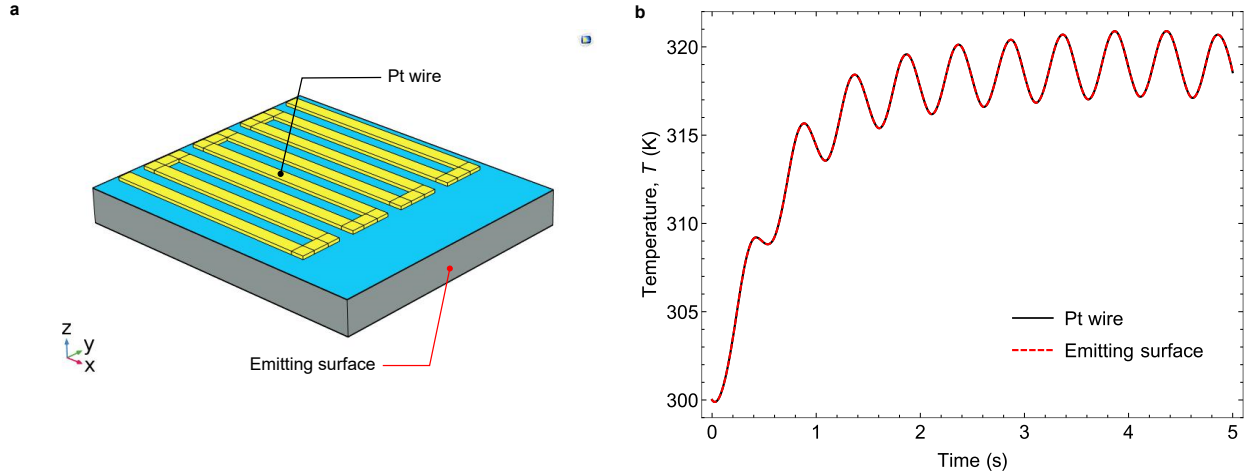 a
Pt wire
Emitting surface
z
y
x
b
Temperature, T (K)
320
315
310
305
300
Pt wire
Emitting surface
0
1
2
3
4
5
Time (s)